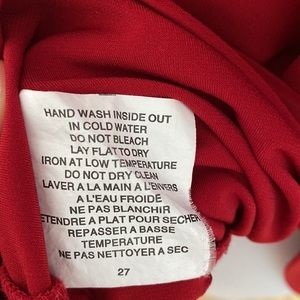 HAND WASH INSIDE OUT
IN COLD WATER
DO NOT BLEACH
LAY FLAT TO DRY
IRON AT LOW TEMPERATURE
DO NOT DRY CLEAN
LAVER A LA MAIN A L'ENVERS
A L'EAU FROIDE
NE PAS BLANCHIR
ETENDRE A PLAT POUR SECHER
REPASSER A BASSE
TEMPERATURE
NE PAS NETTOYER A SEC
27